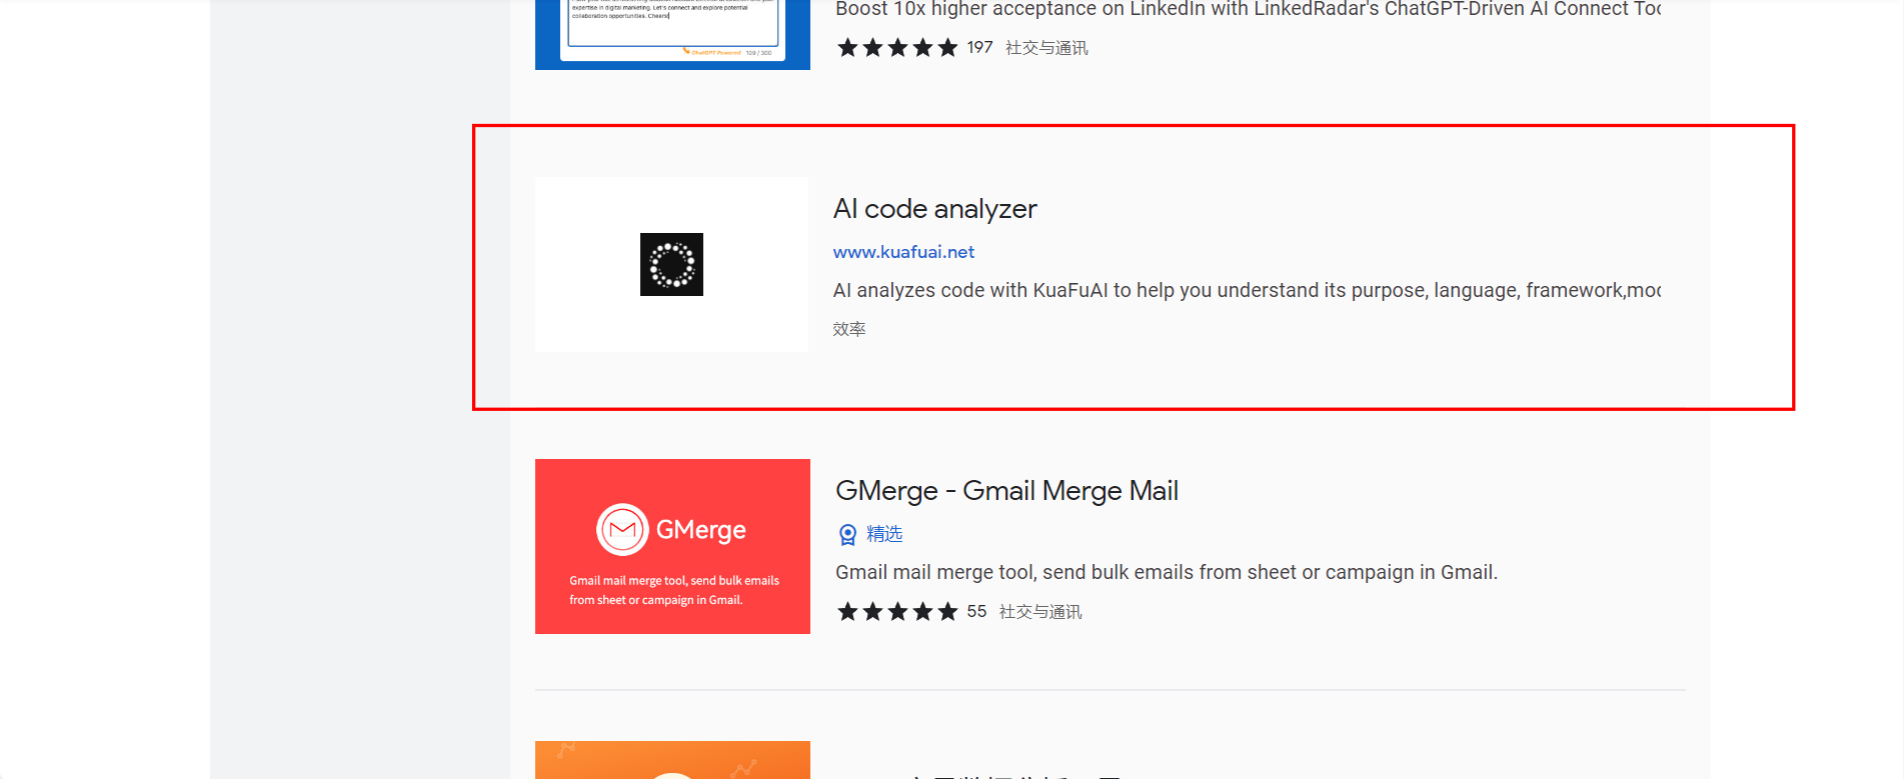 expertise in digital marketing. Let's connect and explore potential
collaboration opportunities. Cheers!
ChatGPT Powered 109 / 300
Boost 10x higher acceptance on LinkedIn with LinkedRadar's ChatGPT-Driven AI Connect
197 社交与通讯
AI code analyzer
www.kuafuai.net
AI analyzes code with KuaFuAI to help you understand its purpose, language, framework,
效率
GMerge
Gmail mail merge tool, send bulk emails
from sheet or campaign in Gmail.
GMerge - Gmail Merge Mail
精选
Gmail mail merge tool, send bulk emails from sheet or campaign in Gmail.
55 社交与通讯